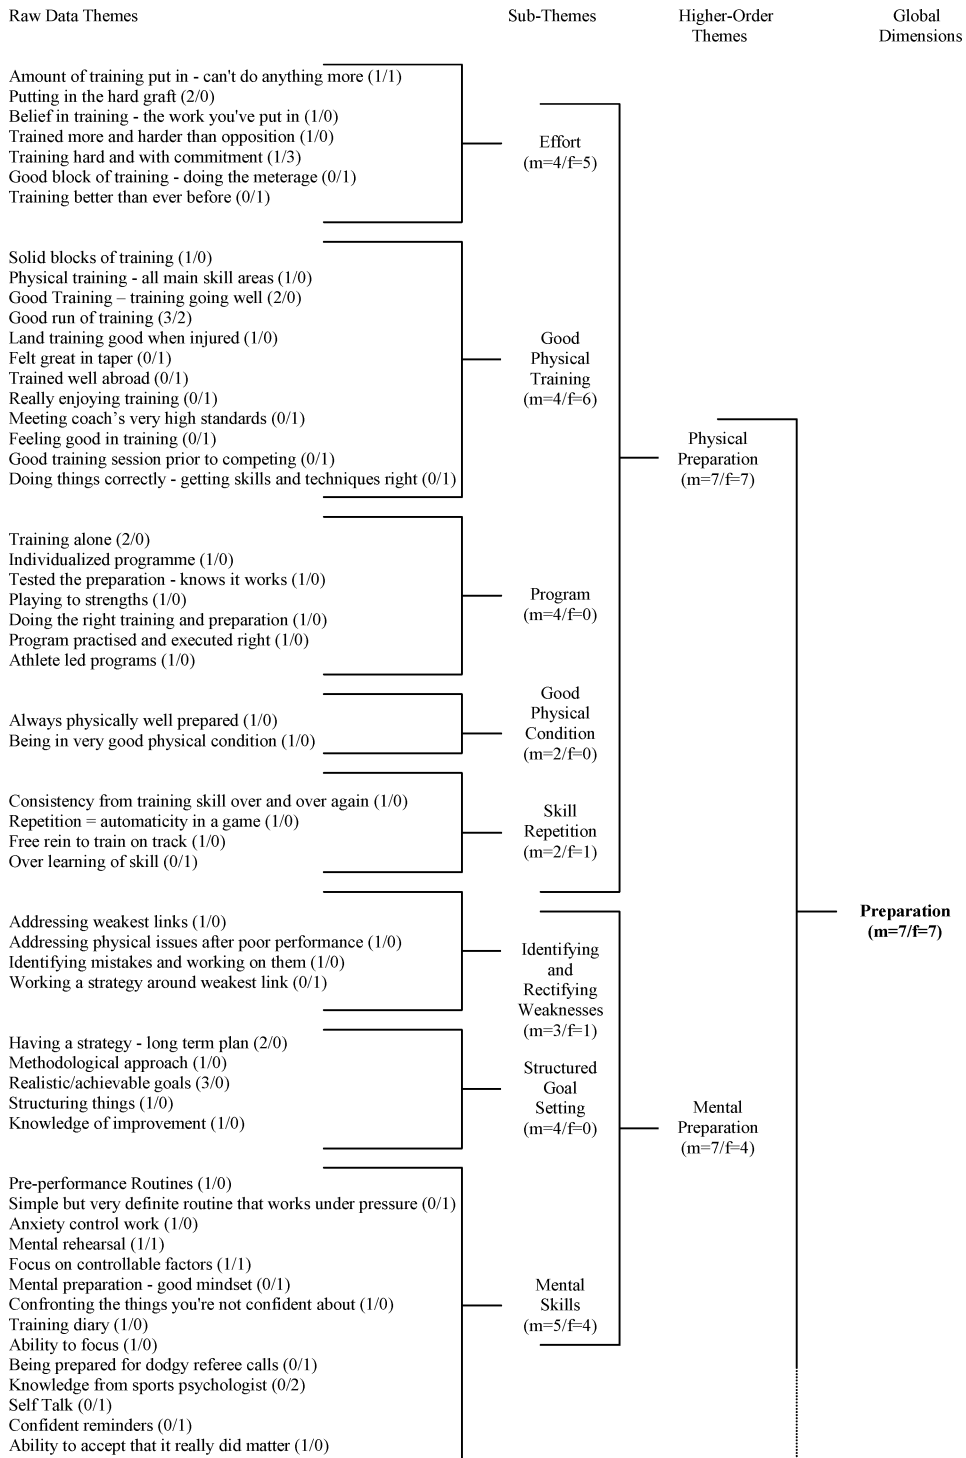 Raw Data Themes
Sub-Themes
Higher-Order
Themes
Global
Dimensions
Amount of training put in - can't do anything more (1/1)
Putting in the hard graft (2/0)
Belief in training - the work you've put in (1/0)
Trained more and harder than opposition (1/0)
Training hard and with commitment (1/3)
Good block of training - doing the meterage (0/1)
Training better than ever before (0/1)
Effort
(m=4/f=5)
Solid blocks of training (1/0)
Physical training - all main skill areas (1/0)
Good Training – training going well (2/0)
Good run of training (3/2)
Land training good when injured (1/0)
Felt great in taper (0/1)
Trained well abroad (0/1)
Really enjoying training (0/1)
Meeting coach's very high standards (0/1)
Feeling good in training (0/1)
Good training session prior to competing (0/1)
Doing things correctly - getting skills and techniques right (0/1)
Good
Physical
Training
(m=4/f=6)
Training alone (2/0)
Individualized programme (1/0)
Tested the preparation - knows it works (1/0)
Playing to strengths (1/0)
Doing the right training and preparation (1/0)
Program practised and executed right (1/0)
Athlete led programs (1/0)
Program
(m=4/f=0)
Always physically well prepared (1/0)
Being in very good physical condition (1/0)
Good
Physical
Condition
(m=2/f=0)
Consistency from training skill over and over again (1/0)
Repetition = automaticity in a game (1/0)
Free rein to train on track (1/0)
Over learning of skill (0/1)
Skill
Repetition
(m=2/f=1)
Physical
Preparation
(m=7/f=7)
Addressing weakest links (1/0)
Addressing physical issues after poor performance (1/0)
Identifying mistakes and working on them (1/0)
Working a strategy around weakest link (0/1)
Identifying
and
Rectifying
Weaknesses
(m=3/f=1)
Having a strategy - long term plan (2/0)
Methodological approach (1/0)
Realistic/achievable goals (3/0)
Structuring things (1/0)
Knowledge of improvement (1/0)
Structured
Goal
Setting
(m=4/f=0)
Pre-performance Routines (1/0)
Simple but very definite routine that works under pressure (0/1)
Anxiety control work (1/0)
Mental rehearsal (1/1)
Focus on controllable factors (1/1)
Mental preparation - good mindset (0/1)
Confronting the things you're not confident about (1/0)
Training diary (1/0)
Ability to focus (1/0)
Being prepared for dodgy referee calls (0/1)
Knowledge from sports psychologist (0/2)
Self Talk (0/1)
Confident reminders (0/1)
Ability to accept that it really did matter (1/0)
Mental
Skills
(m=5/f=4)
Mental
Preparation
(m=7/f=4)
Preparation
(m=7/f=7)